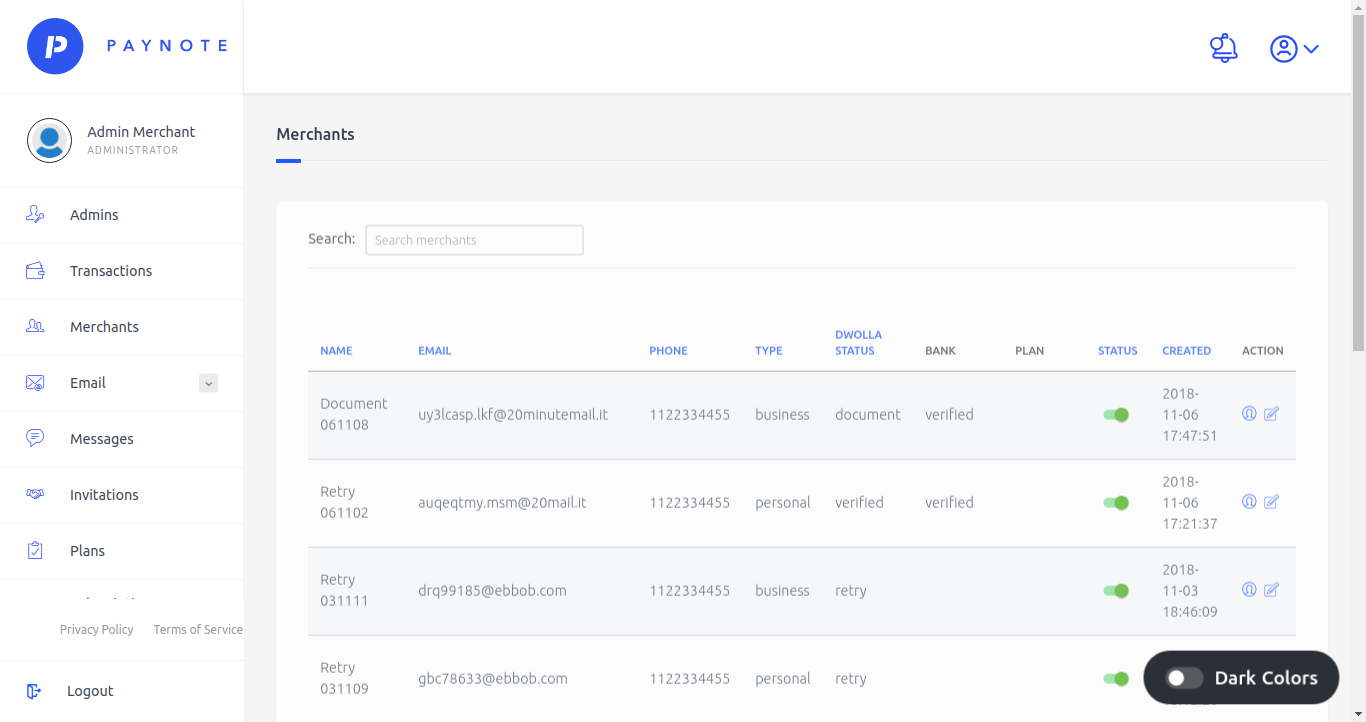 PAYNOTE
Admin Merchant
ADMINISTRATOR
Admins
Transactions
Merchants
Email
Messages
Invitations
Plans
Privacy Policy Terms of Service
Logout
Merchants
Search: Search merchants
NAME EMAIL PHONE TYPE DWOLLA STATUS BANK PLAN STATUS CREATED ACTION
Document 061108 uy3lcasp.lkf@20minutemail.it 1122334455 business document verified 2018-11-06 17:47:51
Retry 061102 auqeqtmy.msm@20mail.it 1122334455 personal verified verified 2018-11-06 17:21:37
Retry 031111 drq99185@ebbob.com 1122334455 business retry 2018-11-03 18:46:09
Retry 031109 gbc78633@ebbob.com 1122334455 personal retry
Dark Colors